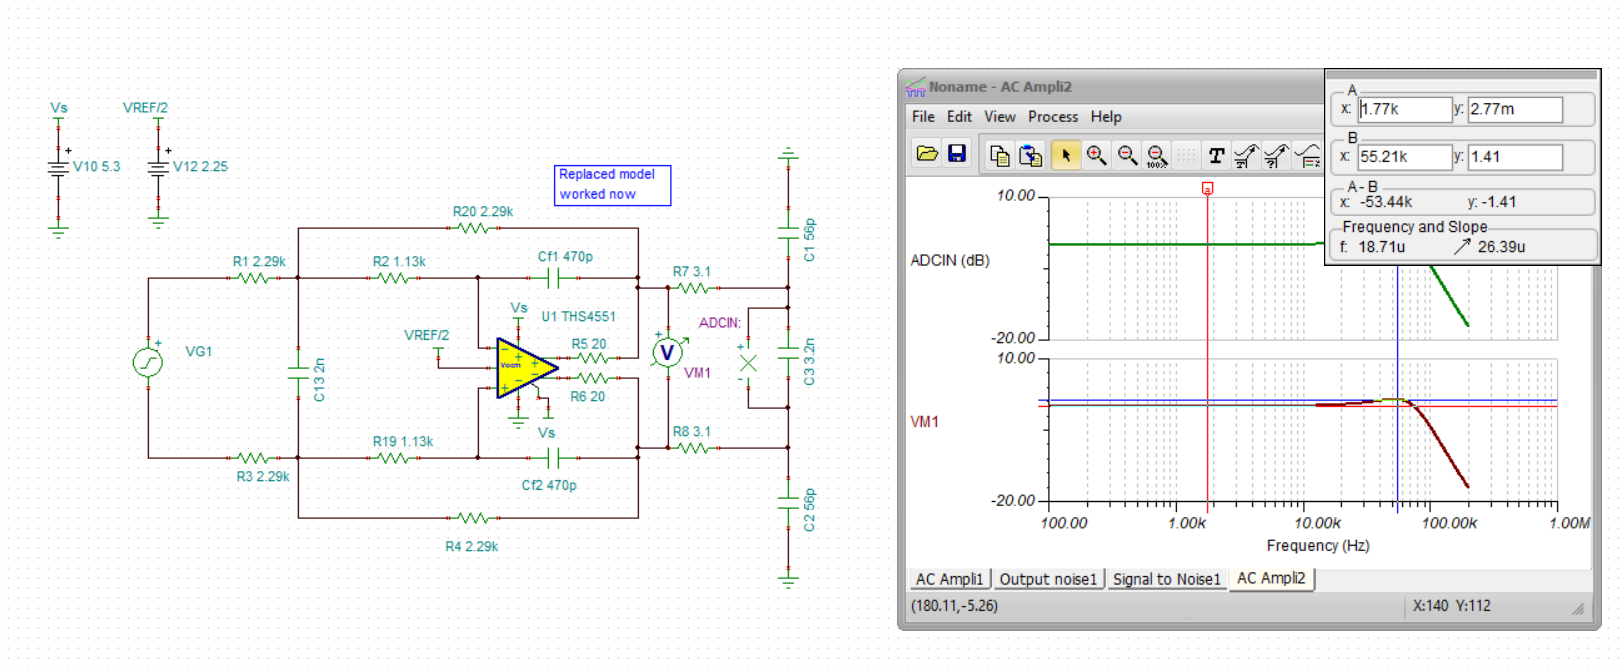 Vs
VREF/2
V10 5.3
V12 2.25
Replaced model
worked now
R20 2.29k
R1 2.29k
R2 1.13k
Cf1 470p
R7 3.1
C1 56p
Vs
U1 THS4551
VREF/2
ADCIN:
VG1
C13 2n
Vocm
R5 20
V
VM1
C3 3.2n
R6 20
Vs
R19 1.13k
R8 3.1
R3 2.29k
Cf2 470p
C2 56p
R4 2.29k
Noname - AC Ampli2
File Edit View Process Help
T
100%
A
x: 1.77k y: 2.77m
B
x: 55.21k y: 1.41
A - B
x: -53.44k y: -1.41
Frequency and Slope
f: 18.71u 26.39u
a
10.00
ADCIN (dB)
-20.00
10.00
VM1
-20.00
100.00 1.00k 10.00k 100.00k 1.00M
Frequency (Hz)
AC Ampli1 Output noise1 Signal to Noise1 AC Ampli2
(180.11,-5.26) X:140 Y:112